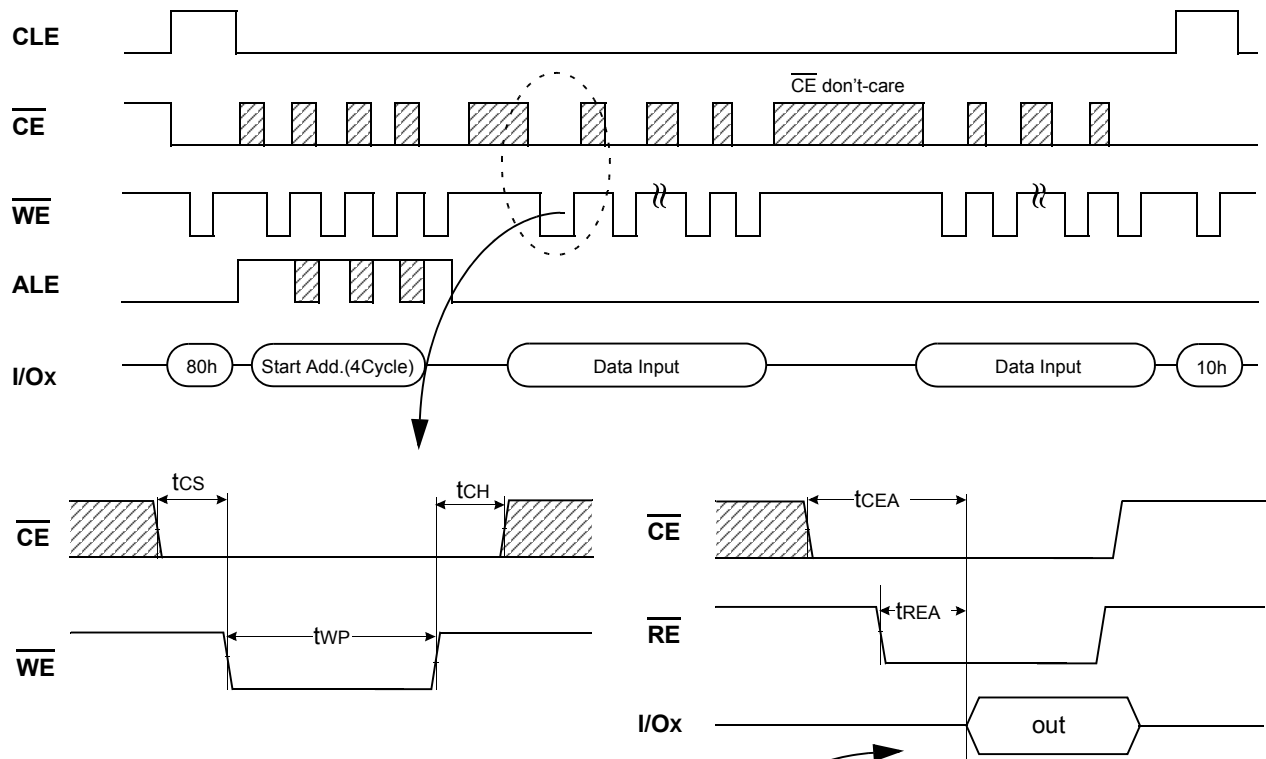 CLE
CE
CE don't-care
WE
ALE
I/Ox
80h
Start Add.(4Cycle)
Data Input
Data Input
10h
tCS
tCH
CE
tWP
WE
tCEA
CE
tREA
RE
I/Ox
out